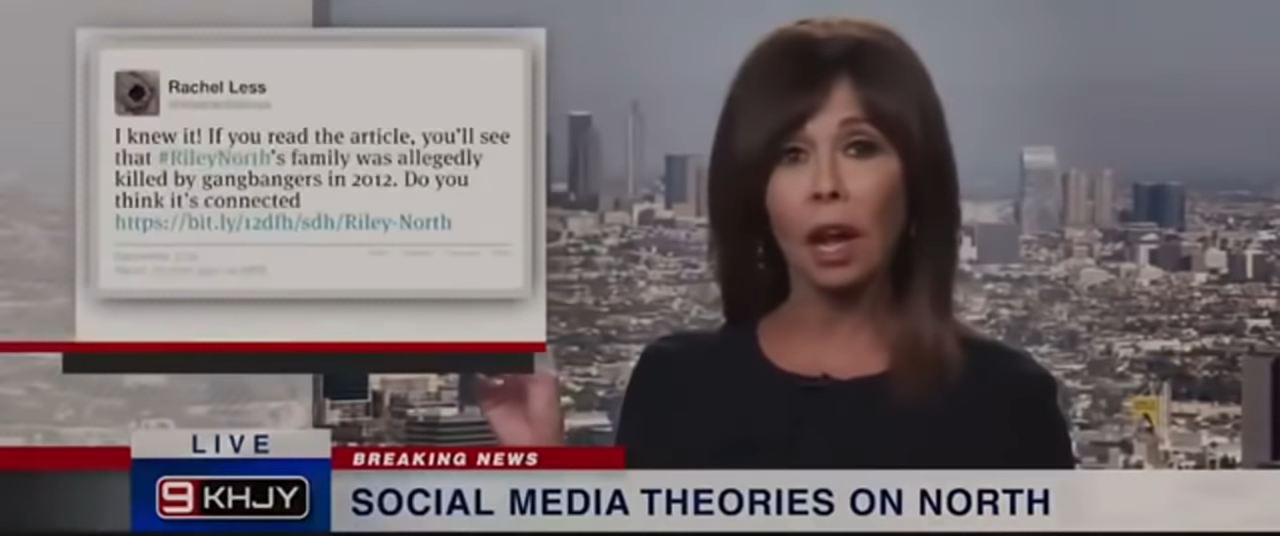 Rachel Less
I knew it! If you read the article, you'll see
that #RileyNorth's family was allegedly
killed by gangbangers in 2012. Do you
think it's connected
https://bit.ly/12dfh/sdh/Riley-North
LIVE
BREAKING NEWS
9 KHJY
SOCIAL MEDIA THEORIES ON NORTH